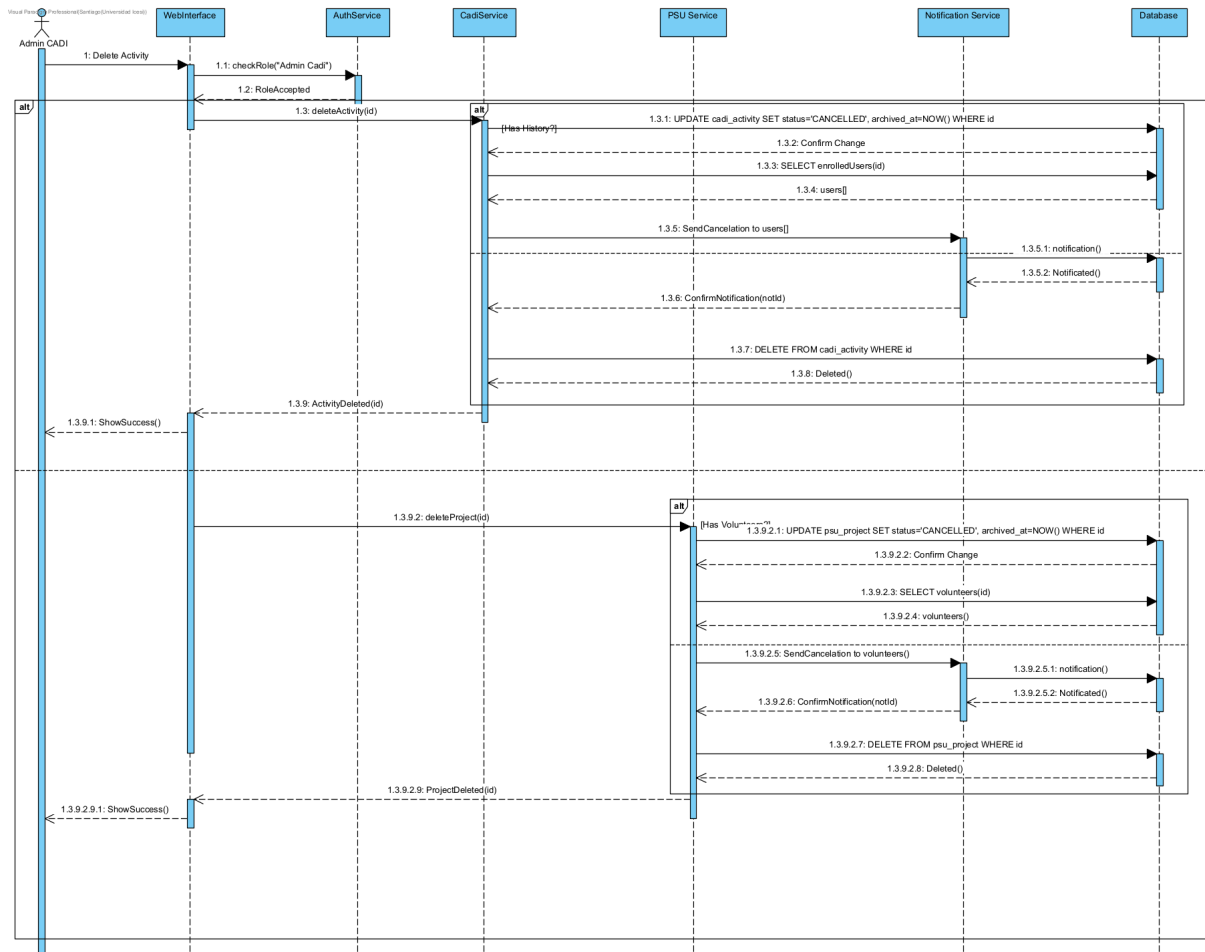 Visual Paradigm Professional(Santiago(Universidad Icesi))
Admin CADI
WebInterface
AuthService
CadiService
PSU Service
Notification Service
Database
1: Delete Activity
1.1: checkRole("Admin Cadi")
1.2: RoleAccepted
alt
1.3: deleteActivity(id)
alt
[Has History?]
1.3.1: UPDATE cadi_activity SET status='CANCELLED', archived_at=NOW() WHERE id
1.3.2: Confirm Change
1.3.3: SELECT enrolledUsers(id)
1.3.4: users[]
1.3.5: SendCancelation to users[]
1.3.5.1: notification()
1.3.5.2: Notificated()
1.3.6: ConfirmNotification(notId)
1.3.7: DELETE FROM cadi_activity WHERE id
1.3.8: Deleted()
1.3.9: ActivityDeleted(id)
1.3.9.1: ShowSuccess()
alt
1.3.9.2: deleteProject(id)
[Has
1.3.9.2.1: UPDATE psu_project SET status='CANCELLED', archived_at=NOW() WHERE id
1.3.9.2.2: Confirm Change
1.3.9.2.3: SELECT volunteers(id)
1.3.9.2.4: volunteers()
1.3.9.2.5: SendCancelation to volunteers()
1.3.9.2.5.1: notification()
1.3.9.2.5.2: Notificated()
1.3.9.2.6: ConfirmNotification(notId)
1.3.9.2.7: DELETE FROM psu_project WHERE id
1.3.9.2.8: Deleted()
1.3.9.2.9: ProjectDeleted(id)
1.3.9.2.9.1: ShowSuccess()